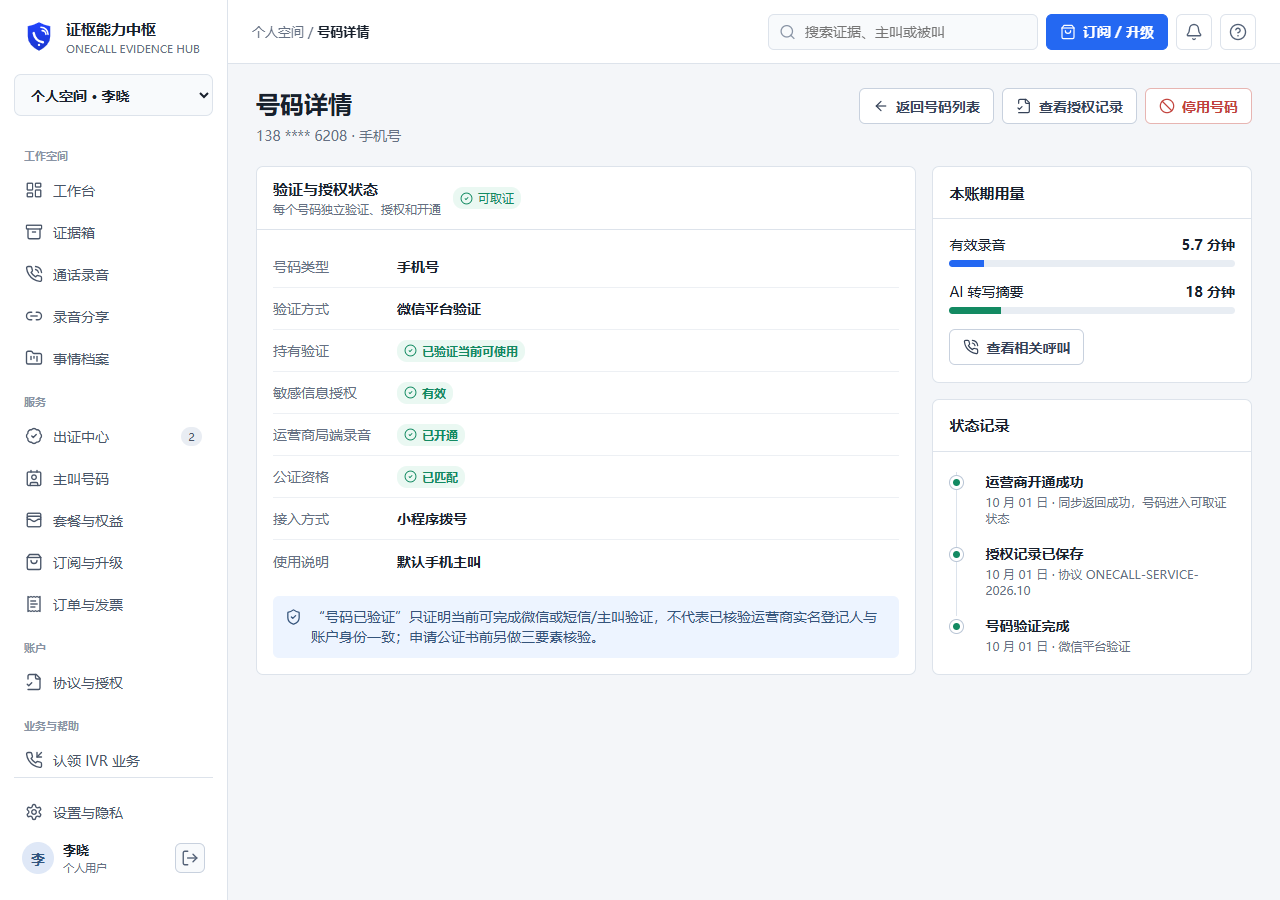 证枢能力中枢
ONECALL EVIDENCE HUB
个人空间 • 李晓
工作空间
工作台
证据箱
通话录音
录音分享
事情档案
服务
出证中心 2
主叫号码
套餐与权益
订阅与升级
订单与发票
账户
协议与授权
业务与帮助
认领 IVR 业务
设置与隐私
李
李晓
个人用户
个人空间 / 号码详情
搜索证据、主叫或被叫
订阅 / 升级
号码详情
138 **** 6208 · 手机号
返回号码列表
查看授权记录
停用号码
验证与授权状态
每个号码独立验证、授权和开通
可取证
号码类型 手机号
验证方式 微信平台验证
持有验证 已验证当前可使用
敏感信息授权 有效
运营商局端录音 已开通
公证资格 已匹配
接入方式 小程序拨号
使用说明 默认手机主叫
“号码已验证”只证明当前可完成微信或短信/主叫验证，不代表已核验运营商实名登记人与
账户身份一致；申请公证书前另做三要素核验。
本账期用量
有效录音 5.7 分钟
AI 转写摘要 18 分钟
查看相关呼叫
状态记录
运营商开通成功
10 月 01 日 · 同步返回成功，号码进入可取证
状态
授权记录已保存
10 月 01 日 · 协议 ONECALL-SERVICE-
2026.10
号码验证完成
10 月 01 日 · 微信平台验证